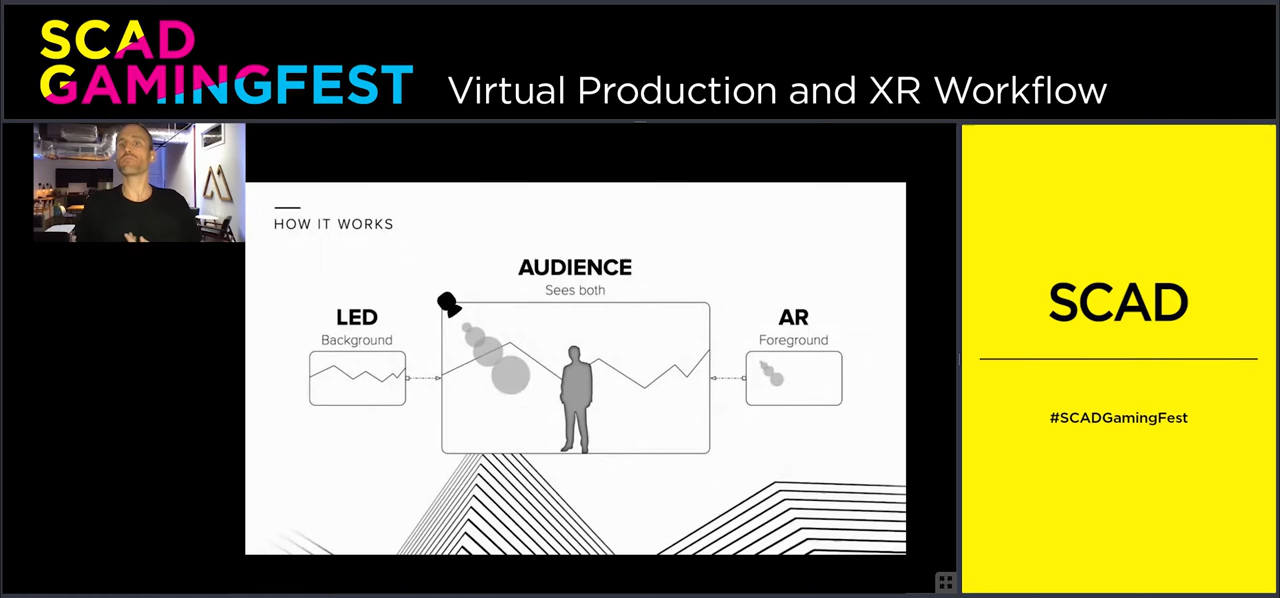 SCAD
GAMINGFEST
Virtual Production and XR Workflow
HOW IT WORKS
AUDIENCE
Sees both
LED
Background
AR
Foreground
SCAD
#SCADGamingFest